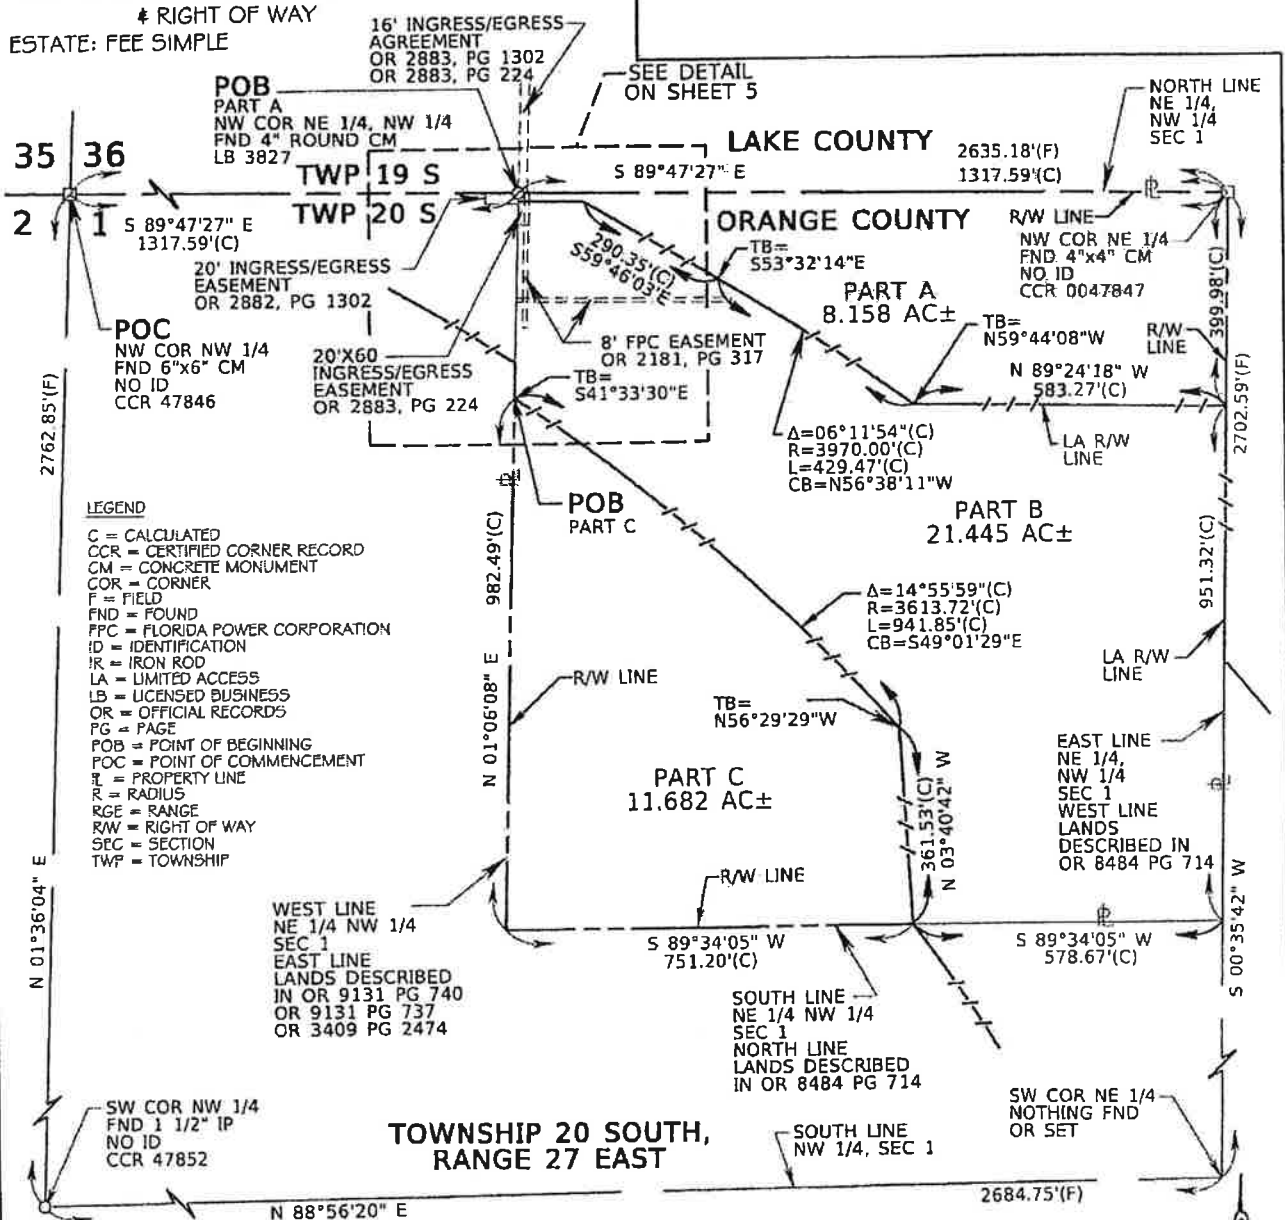 & RIGHT OF WAY
ESTATE: FEE SIMPLE
16' INGRESS/EGRESS
AGREEMENT
OR 2883, PG 1302
OR 2883, PG 224
SEE DETAIL
ON SHEET 5
POB
PART A
NW COR NE 1/4, NW 1/4
FND 4" ROUND CM
LB 3827
NORTH LINE
NE 1/4,
NW 1/4
SEC 1
LAKE COUNTY
2635.18'(F)
1317.59'(C)
35
36
TWP 19 S
S 89°47'27" E
2
1
TWP 20 S
S 89°47'27" E
1317.59'(C)
ORANGE COUNTY
R/W LINE
PL
NW COR NE 1/4
FND 4"x4" CM
NO ID
CCR 0047847
20' INGRESS/EGRESS
EASEMENT
OR 2882, PG 1302
290.35'(C)
S59°46'03"E
TB=
S53°32'14"E
PART A
8.158 AC±
399.98'(C)
POC
NW COR NW 1/4
FND 6"x6" CM
NO ID
CCR 47846
8' FPC EASEMENT
OR 2181, PG 317
TB=
N59°44'08"W
R/W
LINE
20'X60
INGRESS/EGRESS
EASEMENT
OR 2883, PG 224
TB=
S41°33'30"E
N 89°24'18" W
583.27'(C)
2702.59'(F)
2762.85'(F)
Δ=06°11'54"(C)
R=3970.00'(C)
L=429.47'(C)
CB=N56°38'11"W
LA R/W
LINE
PL
POB
PART C
PART B
21.445 AC±
LEGEND
C = CALCULATED
CCR = CERTIFIED CORNER RECORD
CM = CONCRETE MONUMENT
COR = CORNER
F = FIELD
FND = FOUND
FPC = FLORIDA POWER CORPORATION
ID = IDENTIFICATION
IR = IRON ROD
LA = LIMITED ACCESS
LB = LICENSED BUSINESS
OR = OFFICIAL RECORDS
PG = PAGE
POB = POINT OF BEGINNING
POC = POINT OF COMMENCEMENT
PL = PROPERTY LINE
R = RADIUS
RGE = RANGE
R/W = RIGHT OF WAY
SEC = SECTION
TWP = TOWNSHIP
982.49'(C)
N 01°06'08" E
951.32'(C)
Δ=14°55'59"(C)
R=3613.72'(C)
L=941.85'(C)
CB=S49°01'29"E
LA R/W
LINE
R/W LINE
TB=
N56°29'29"W
EAST LINE
NE 1/4,
NW 1/4
SEC 1
WEST LINE
LANDS
DESCRIBED IN
OR 8484 PG 714
PL
PART C
11.682 AC±
361.53'(C)
N 03°40'42" W
R/W LINE
N 01°36'04" E
S 00°35'42" W
WEST LINE
NE 1/4 NW 1/4
SEC 1
EAST LINE
LANDS DESCRIBED
IN OR 9131 PG 740
OR 9131 PG 737
OR 3409 PG 2474
S 89°34'05" W
751.20'(C)
PL
S 89°34'05" W
578.67'(C)
SOUTH LINE
NE 1/4 NW 1/4
SEC 1
NORTH LINE
LANDS DESCRIBED
IN OR 8484 PG 714
SW COR NW 1/4
FND 1 1/2" IP
NO ID
CCR 47852
TOWNSHIP 20 SOUTH,
RANGE 27 EAST
SOUTH LINE
NW 1/4, SEC 1
SW COR NE 1/4
NOTHING FND
OR SET
N 88°56'20" E
2684.75'(F)